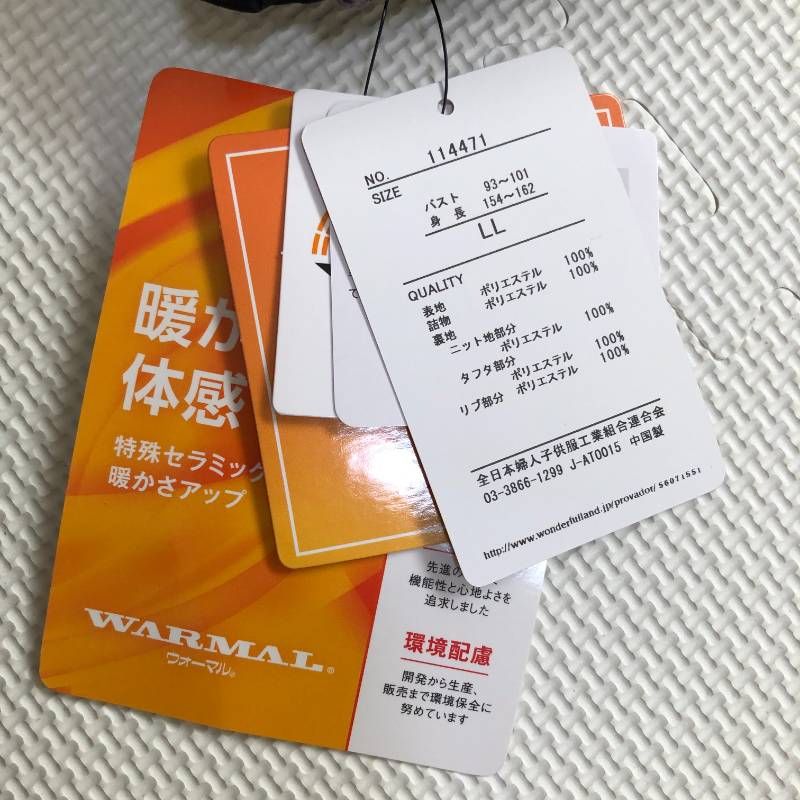 NO. 114471
SIZE
バスト 93～101
身長 154～162
LL
QUALITY
表地 ポリエステル 100%
詰物 ポリエステル 100%
裏地
ニット地部分
ポリエステル 100%
タフタ部分
ポリエステル 100%
リブ部分 ポリエステル 100%
全日本婦人子供服工業組合連合会
03-3866-1299 J-AT0015 中国製
http://www.wonderfulland.jp/provador/ 56071551
で
暖か
体感
特殊セラミック
暖かさアップ
WARMAL®
ウォーマル®
先進の
機能性と心地よさを
追求しました
環境配慮
開発から生産、
販売まで環境保全に
努めています